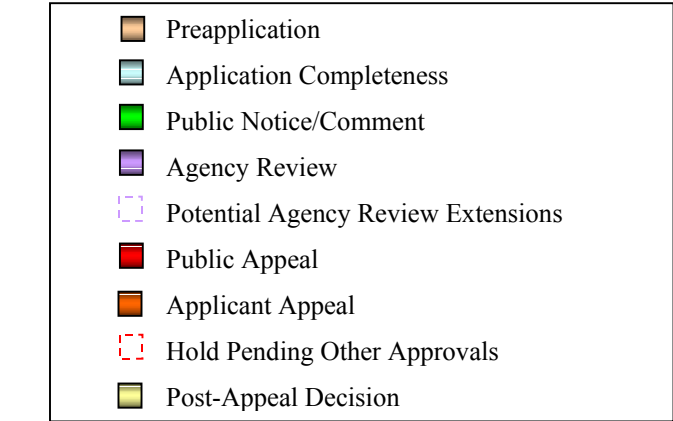 Preapplication
Application Completeness
Public Notice/Comment
Agency Review
Potential Agency Review Extensions
Public Appeal
Applicant Appeal
Hold Pending Other Approvals
Post-Appeal Decision